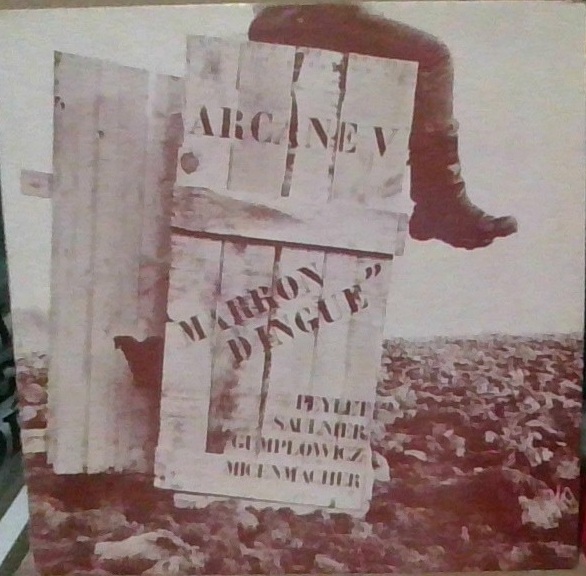 ARCANE V
"MARRON
DINGUE"
PEYLET
SAULNIER
GUMPLOWICZ
MICENMACHER